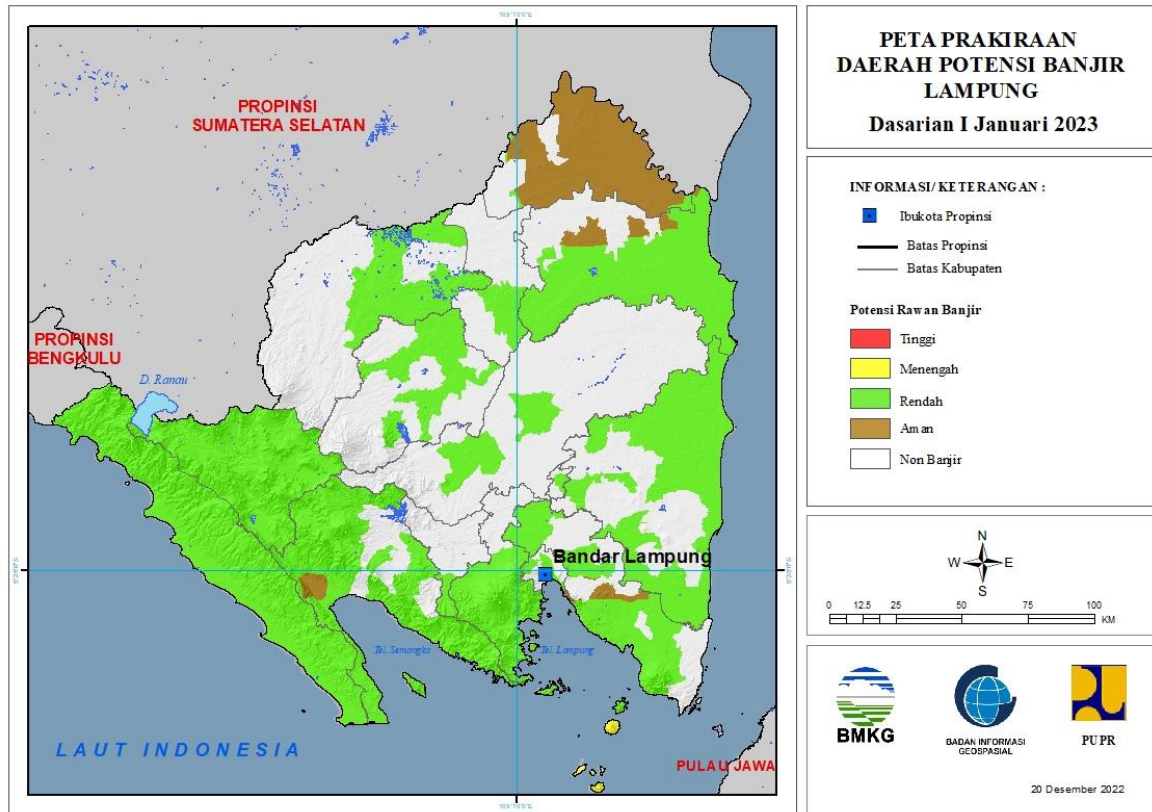 PROPINSI
SUMATERA SELATAN
PROPINSI
BENGKULU
D. Ranau
Bandar Lampung
Tel. Semangka
Tel. Lampung
LAUT INDONESIA
PULAU JAWA
PETA PRAKIRAAN
DAERAH POTENSI BANJIR
LAMPUNG
Dasarian I Januari 2023
INFORMASI/ KETERANGAN :
Ibukota Propinsi
Batas Propinsi
Batas Kabupaten
Potensi Rawan Banjir
Tinggi
Menengah
Rendah
Aman
Non Banjir
N
W E
S
0 12.5 25 50 75 100
KM
BMKG
BADAN INFORMASI
GEOSPASIAL
PUPR
20 Desember 2022